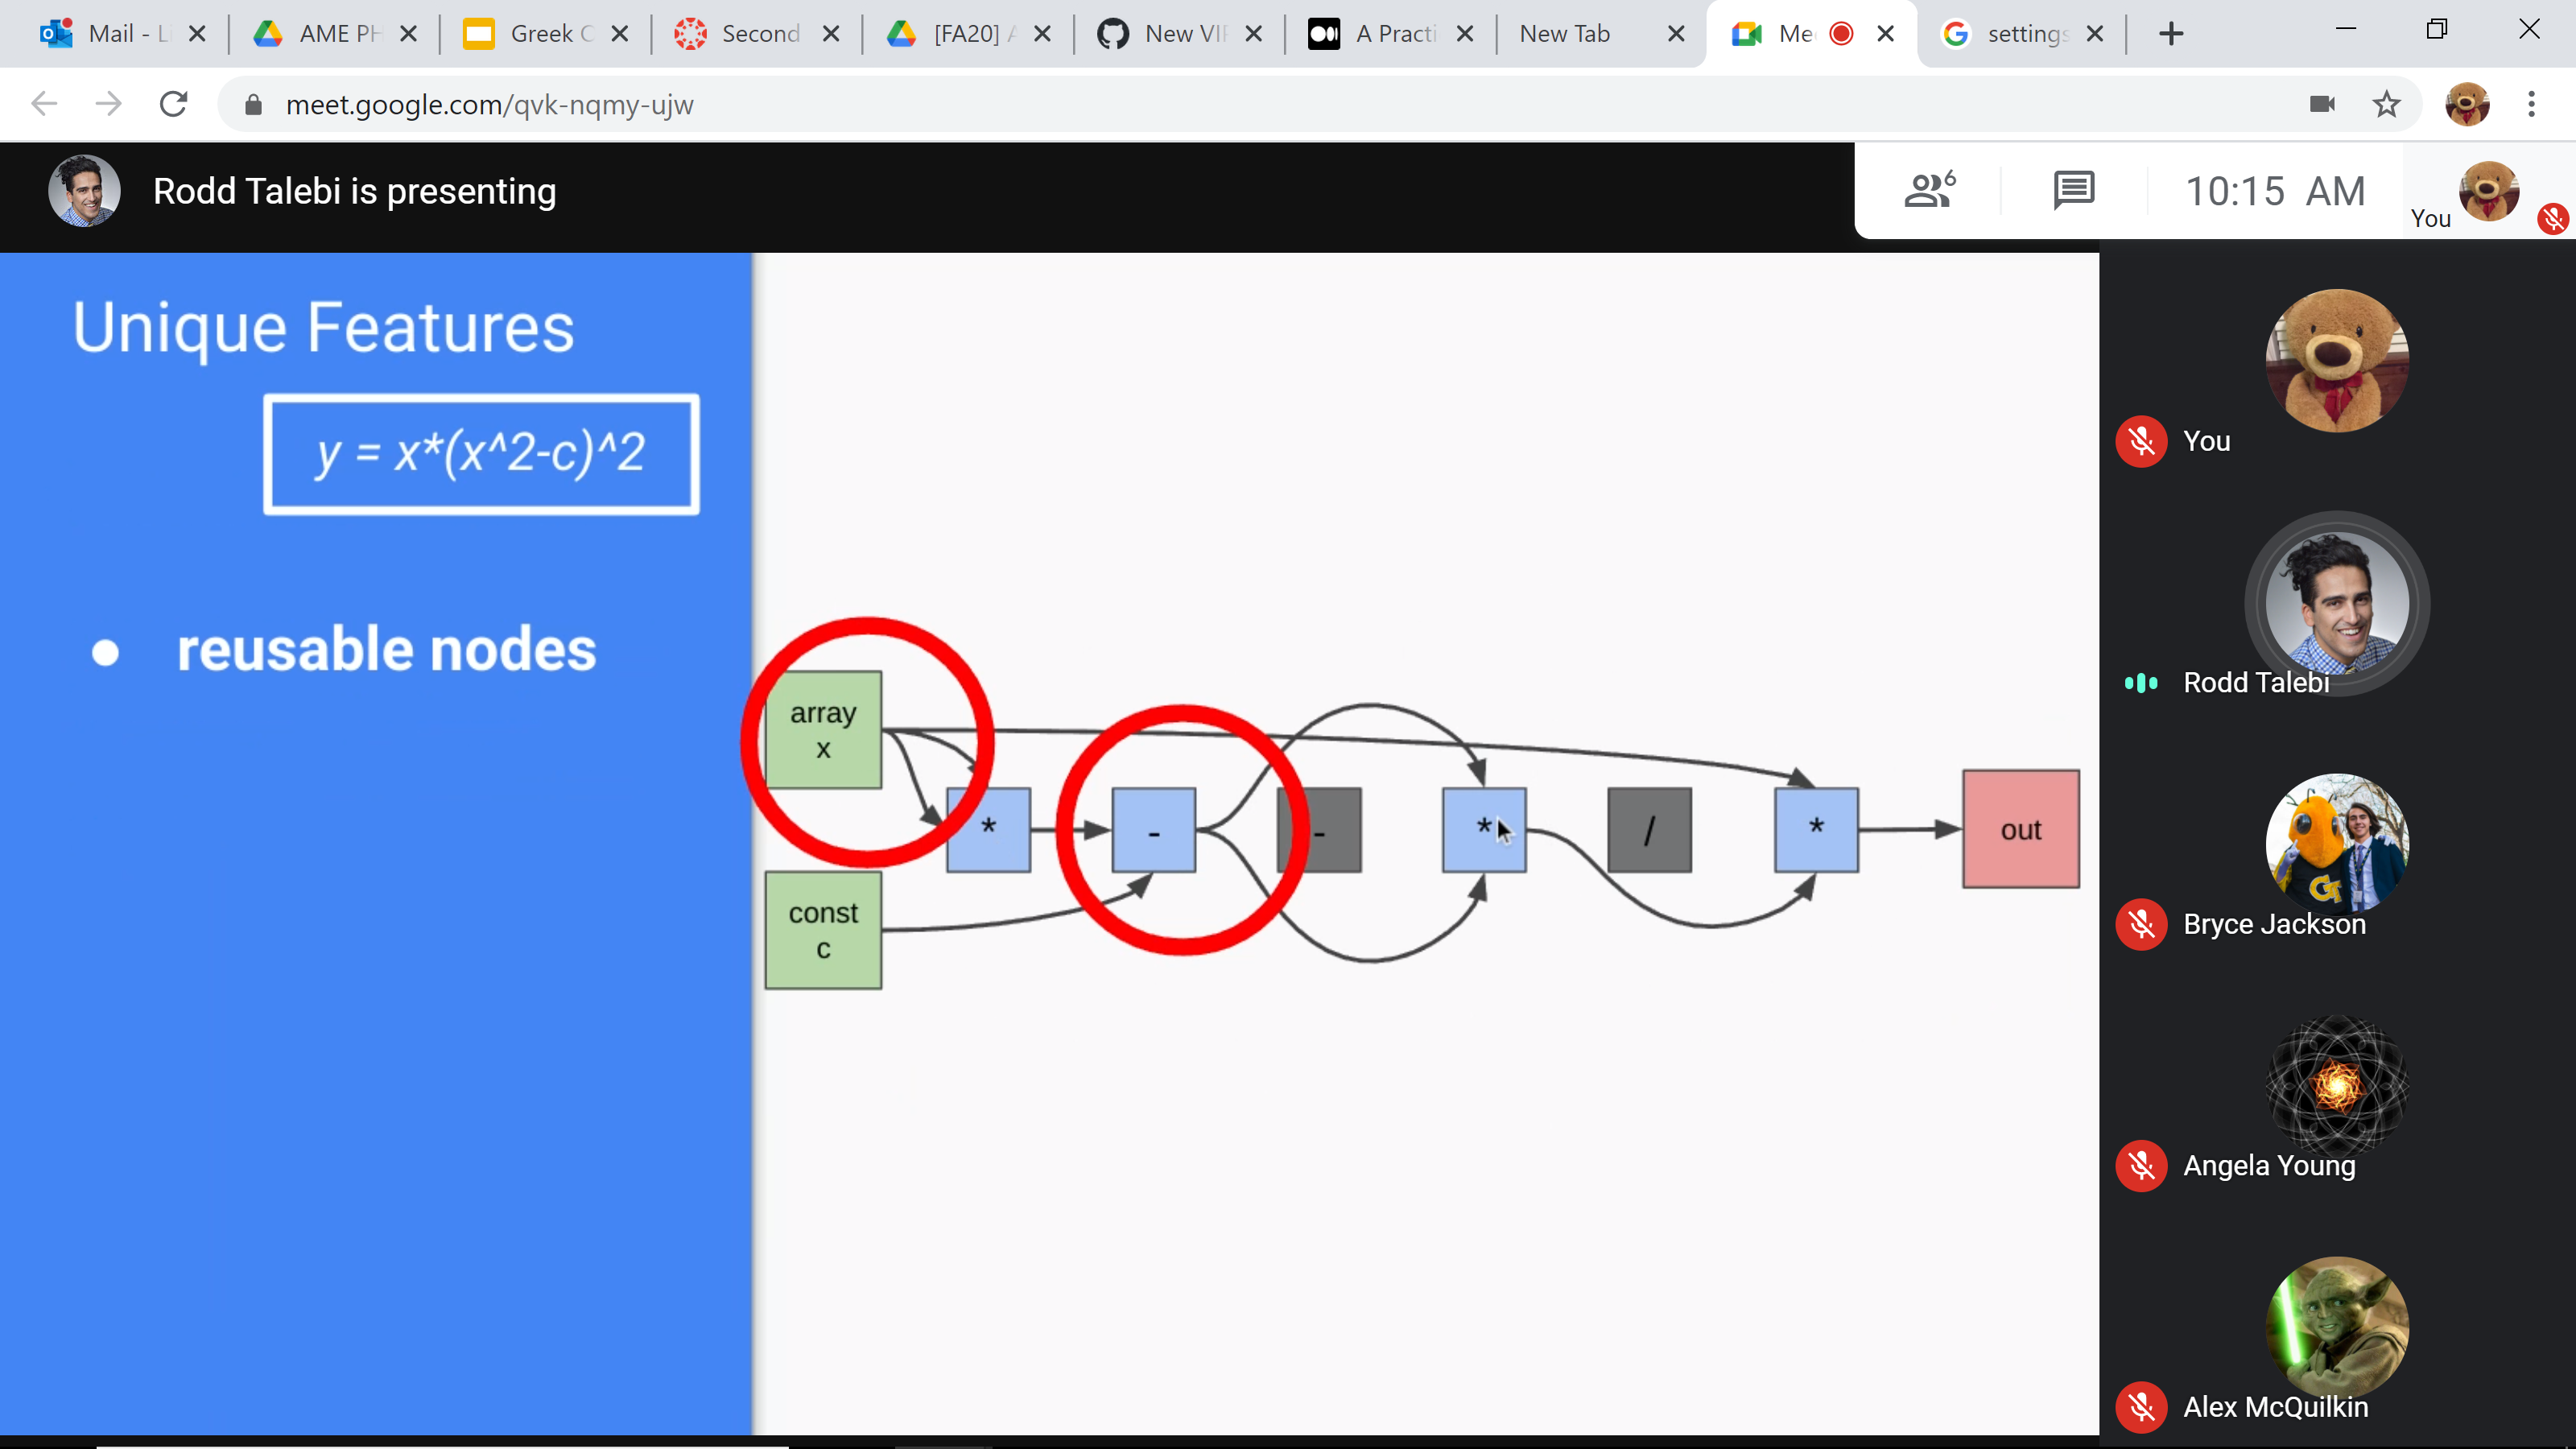 Mail - L
AME PH
Greek C
Second
[FA20] A
New VIP
A Practi
New Tab
Me
settings
meet.google.com/qvk-nqmy-ujw
Rodd Talebi is presenting
6
10:15 AM
You
Unique Features
y = x*(x^2-c)^2
● reusable nodes
array
x
const
c
*
-
-
*
/
*
out
You
Rodd Talebi
GT
Bryce Jackson
Angela Young
Alex McQuilkin